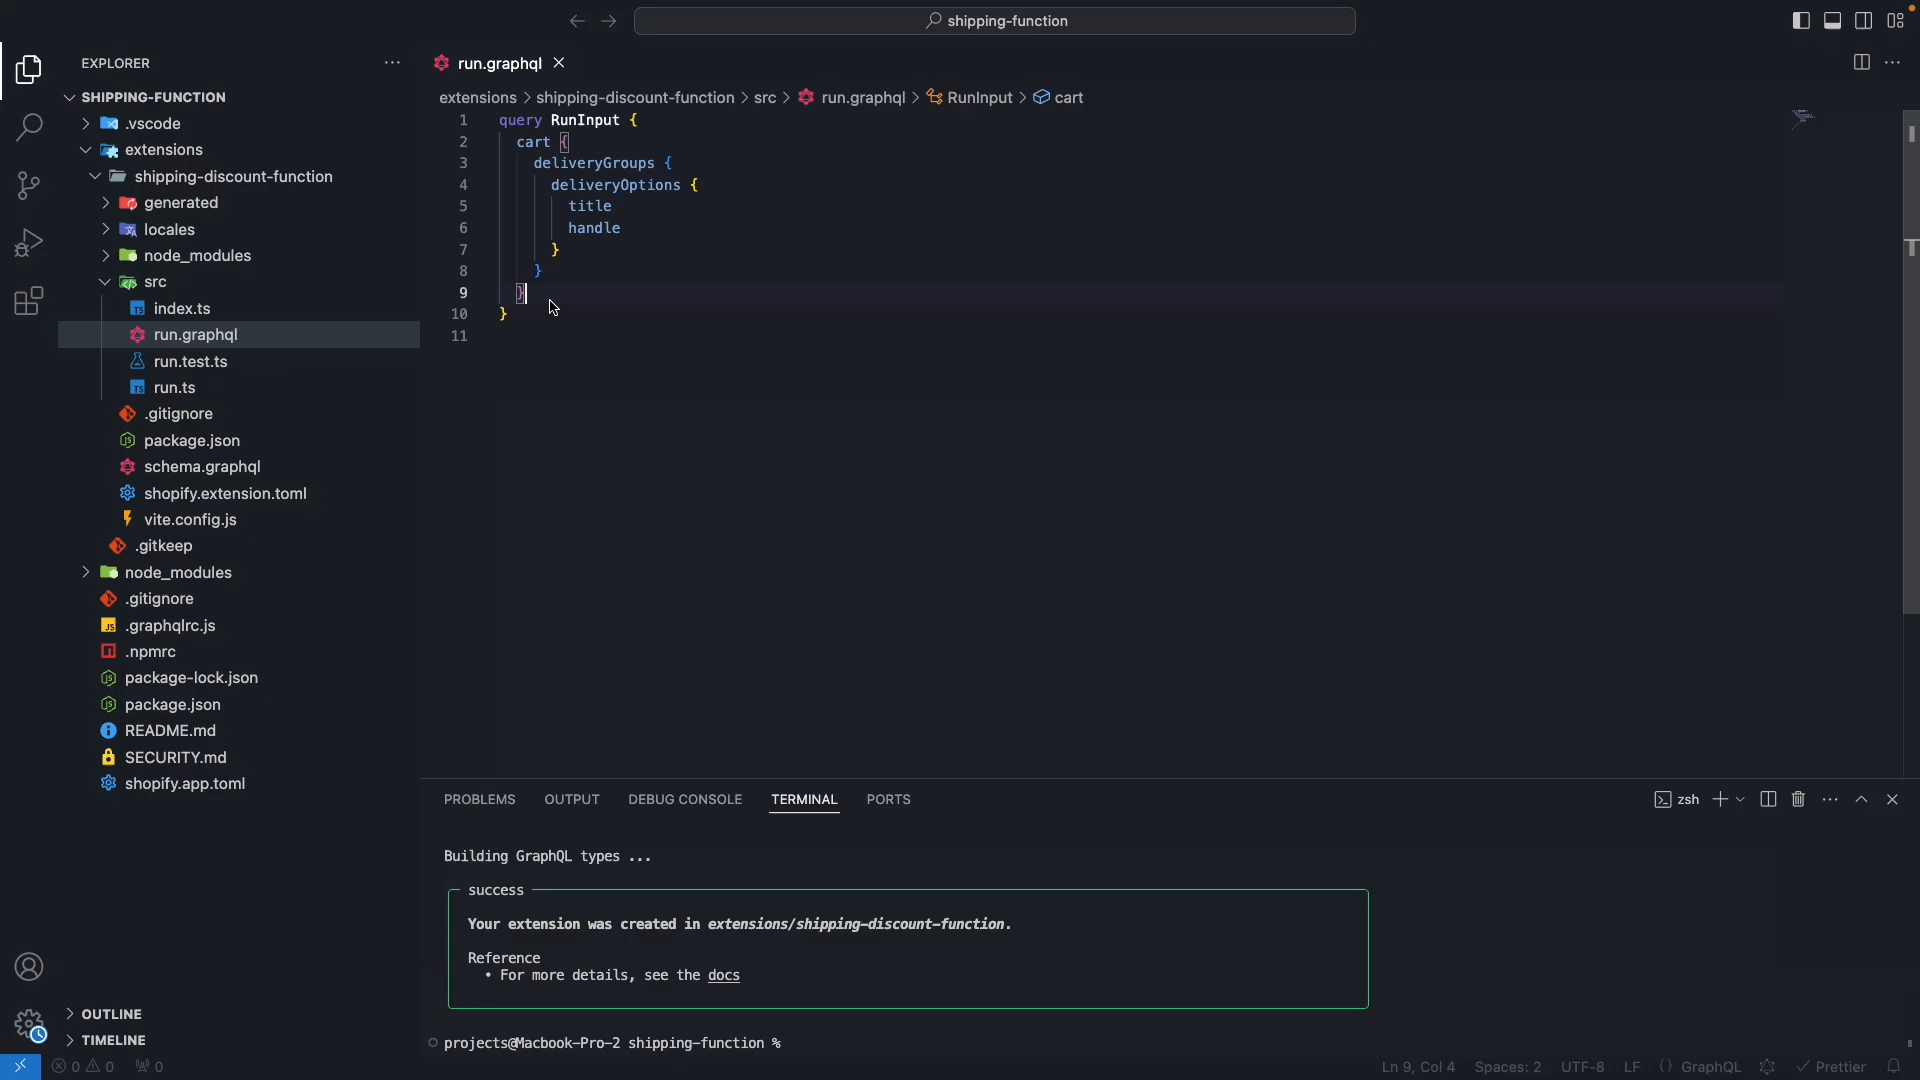 shipping-function
EXPLORER
SHIPPING-FUNCTION
.vscode
extensions
shipping-discount-function
generated
locales
node_modules
src
index.ts
run.graphql
run.test.ts
run.ts
.gitignore
package.json
schema.graphql
shopify.extension.toml
vite.config.js
.gitkeep
node_modules
.gitignore
.graphqlrc.js
.npmrc
package-lock.json
package.json
README.md
SECURITY.md
shopify.app.toml
OUTLINE
TIMELINE
run.graphql
extensions > shipping-discount-function > src > run.graphql > RunInput > cart
1 query RunInput {
2 cart {
3 deliveryGroups {
4 deliveryOptions {
5 title
6 handle
7 }
8 }
9 }
10 }
11
PROBLEMS OUTPUT DEBUG CONSOLE TERMINAL PORTS
zsh
Building GraphQL types ...
success
Your extension was created in extensions/shipping-discount-function.
Reference
• For more details, see the docs
projects@Macbook-Pro-2 shipping-function %
0 0 0
Ln 9, Col 4 Spaces: 2 UTF-8 LF {} GraphQL Prettier